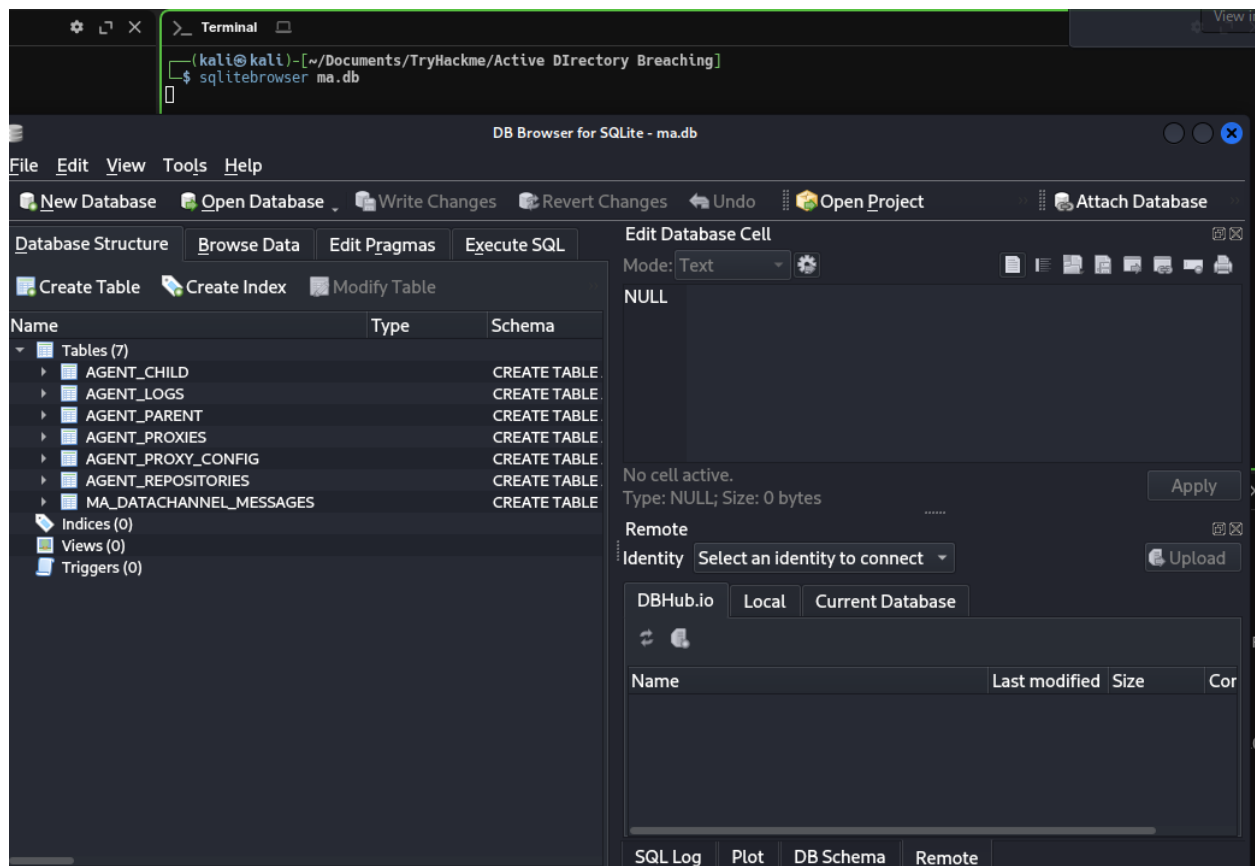 Terminal
View
(kali㉿kali)-[~/Documents/TryHackme/Active DIrectory Breaching]
$ sqlitebrowser ma.db
DB Browser for SQLite - ma.db
File Edit View Tools Help
New Database Open Database Write Changes Revert Changes Undo Open Project Attach Database
Database Structure Browse Data Edit Pragmas Execute SQL
Create Table Create Index Modify Table
Name Type Schema
Tables (7)
AGENT_CHILD CREATE TABLE
AGENT_LOGS CREATE TABLE
AGENT_PARENT CREATE TABLE
AGENT_PROXIES CREATE TABLE
AGENT_PROXY_CONFIG CREATE TABLE
AGENT_REPOSITORIES CREATE TABLE
MA_DATACHANNEL_MESSAGES CREATE TABLE
Indices (0)
Views (0)
Triggers (0)
Edit Database Cell
Mode: Text
NULL
No cell active.
Type: NULL; Size: 0 bytes
Apply
Remote
Identity Select an identity to connect Upload
DBHub.io Local Current Database
Name Last modified Size Cor
SQL Log Plot DB Schema Remote